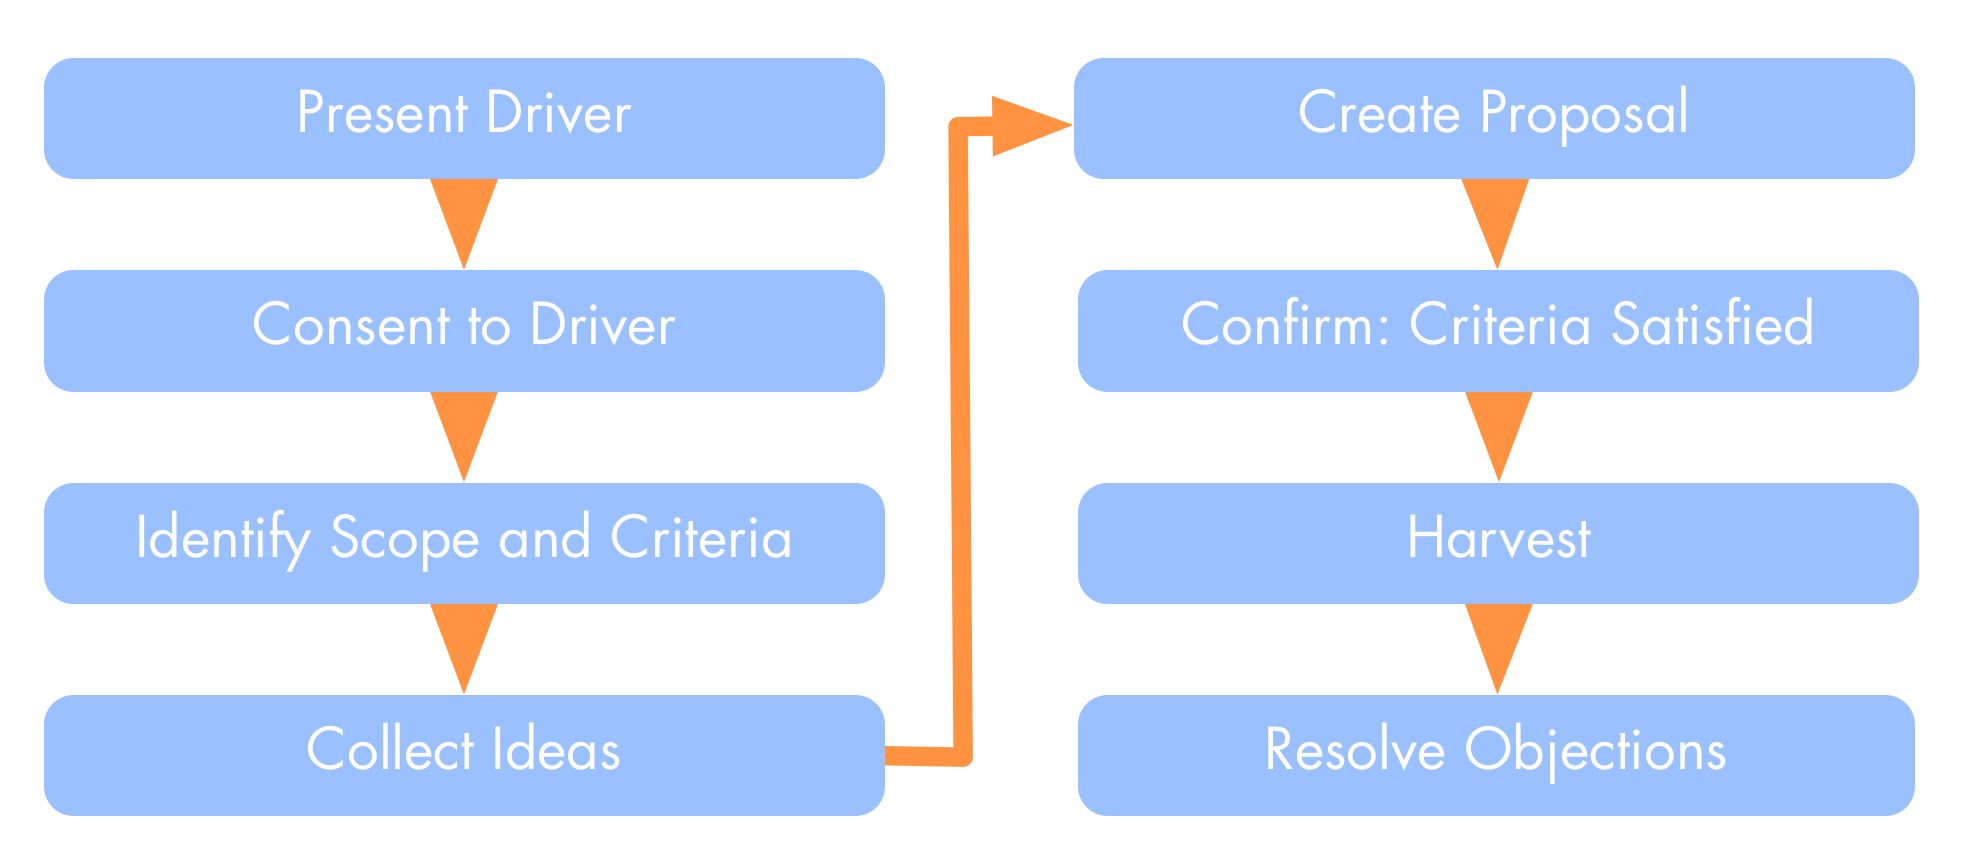 Present Driver
Consent to Driver
Identify Scope and Criteria
Collect Ideas
Create Proposal
Confirm: Criteria Satisfied
Harvest
Resolve Objections